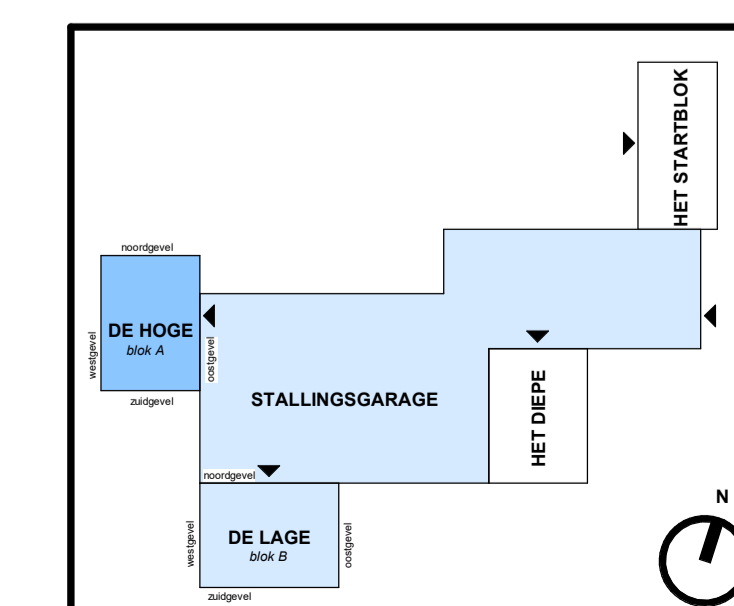 HET STARTBLOK
noordgevel
DE HOGE
blok A
westgevel
oostgevel
zuidgevel
STALLINGSGARAGE
HET DIEPE
noordgevel
DE LAGE
blok B
westgevel
oostgevel
zuidgevel
N